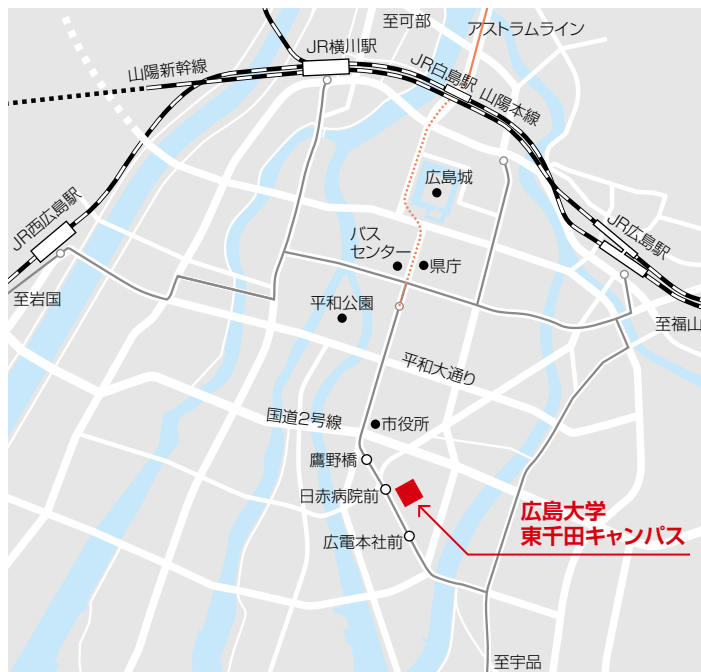 至可部
アストラムライン
JR横川駅
山陽新幹線
JR白島駅
山陽本線
広島城
JR西広島駅
バス
センター
県庁
JR広島駅
至岩国
平和公園
至福山
平和大通り
国道2号線
市役所
鷹野橋
日赤病院前
広島大学
東千田キャンパス
広電本社前
至宇品